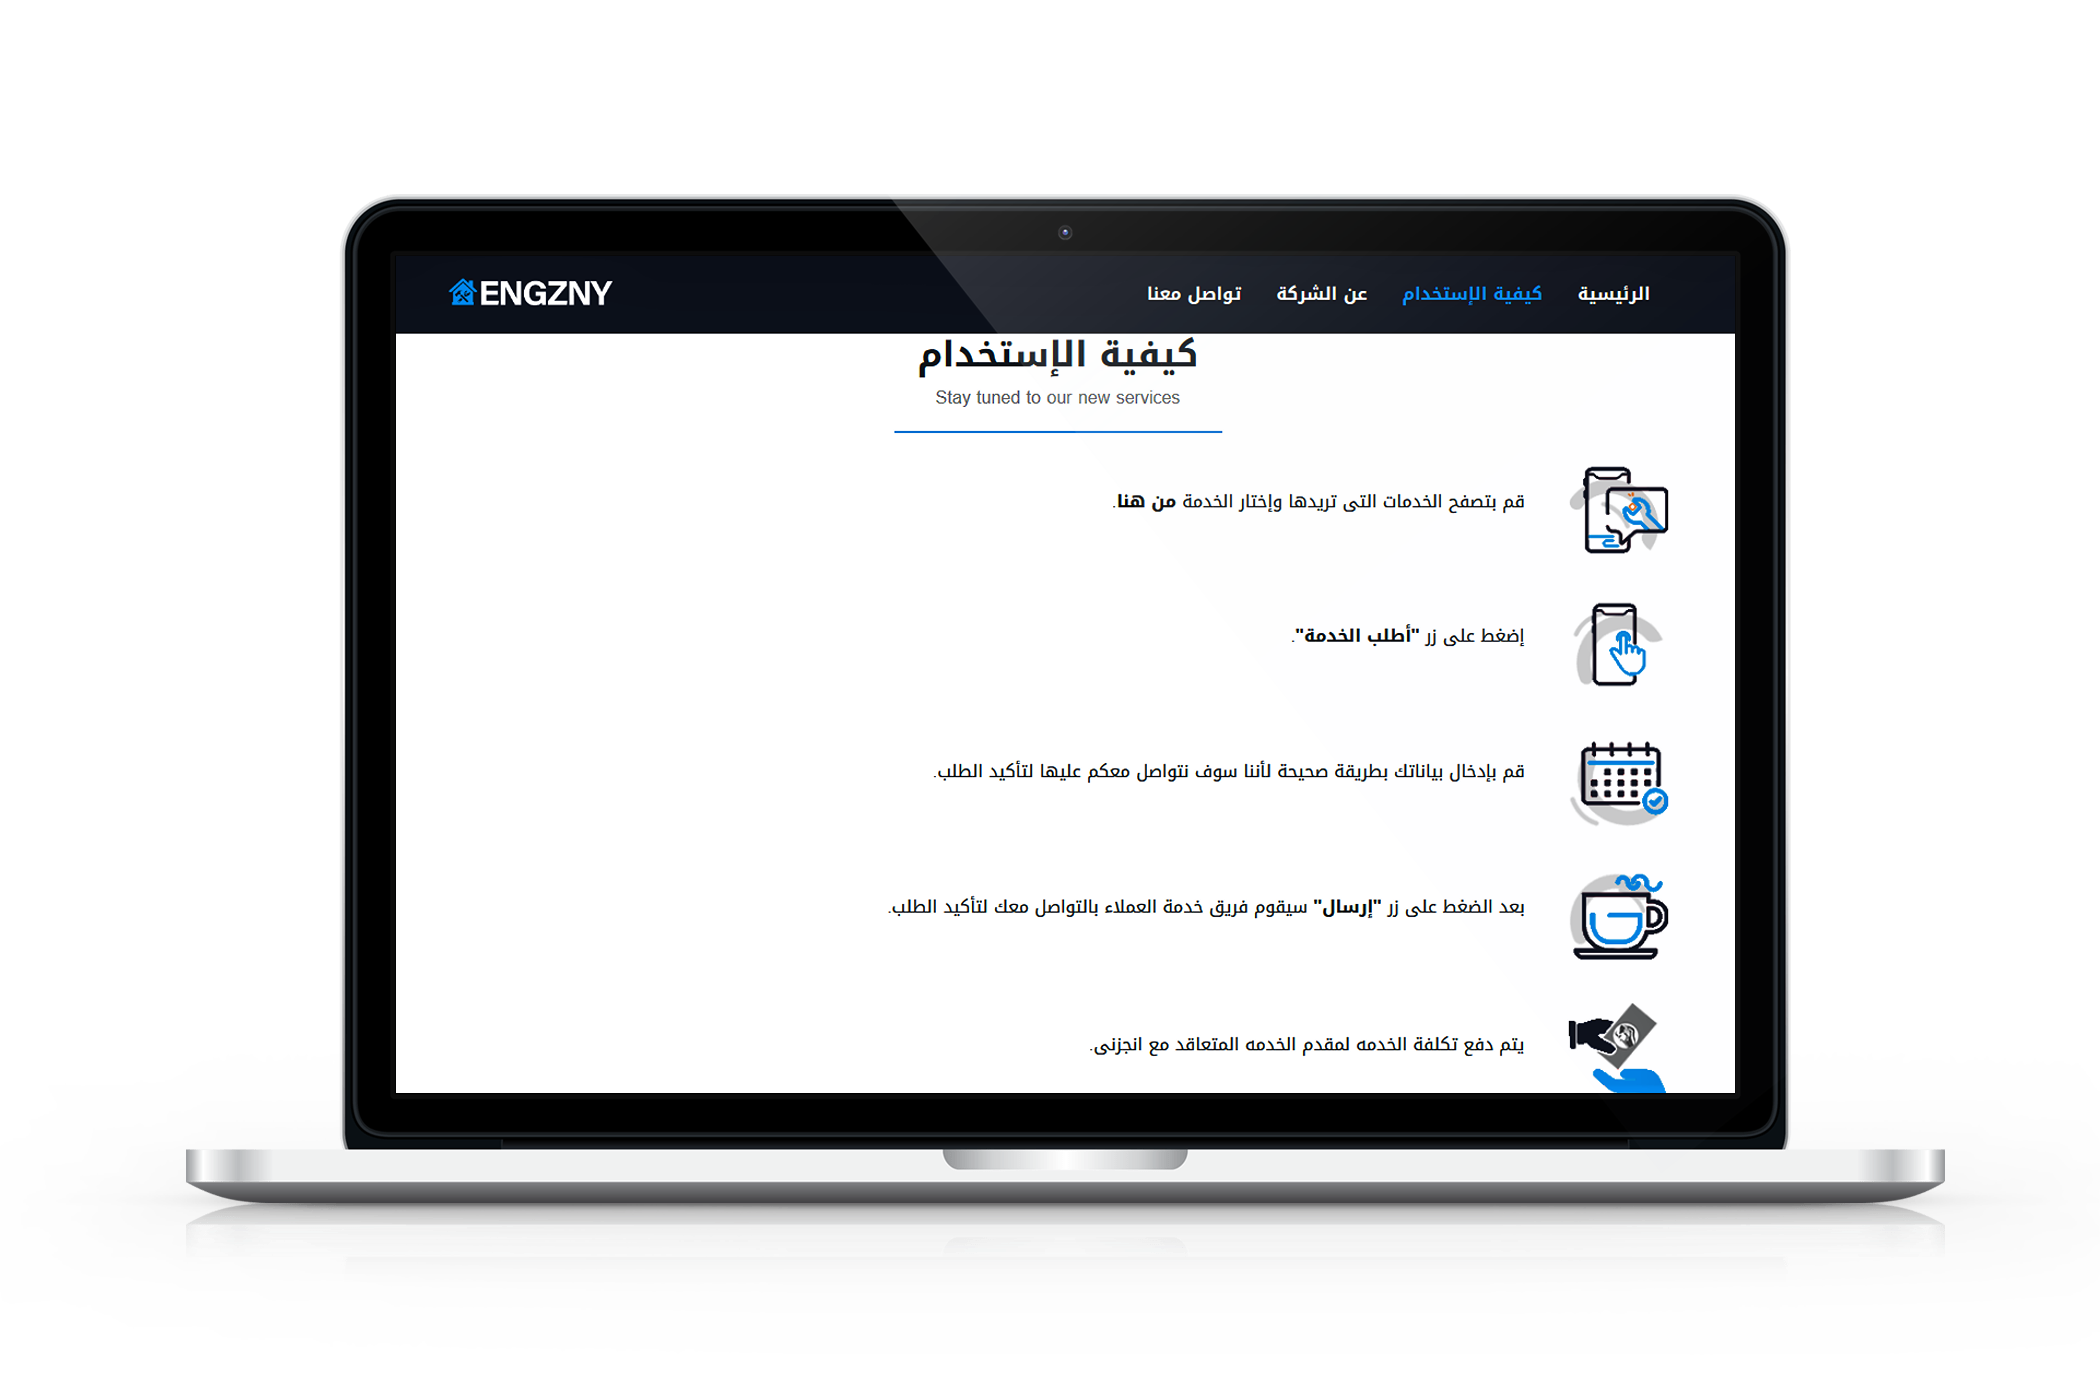 الرئيسية
كيفية الإستخدام
عن الشركة
تواصل معنا
ENGZNY
كيفية الإستخدام
Stay tuned to our new services
قم بتصفح الخدمات التى تريدها وإختار الخدمة من هنا.
إضغط على زر "أطلب الخدمة".
قم بإدخال بياناتك بطريقة صحيحة لأننا سوف نتواصل معكم عليها لتأكيد الطلب.
بعد الضغط على زر "إرسال" سيقوم فريق خدمة العملاء بالتواصل معك لتأكيد الطلب.
يتم دفع تكلفة الخدمه لمقدم الخدمه المتعاقد مع انجزنى.